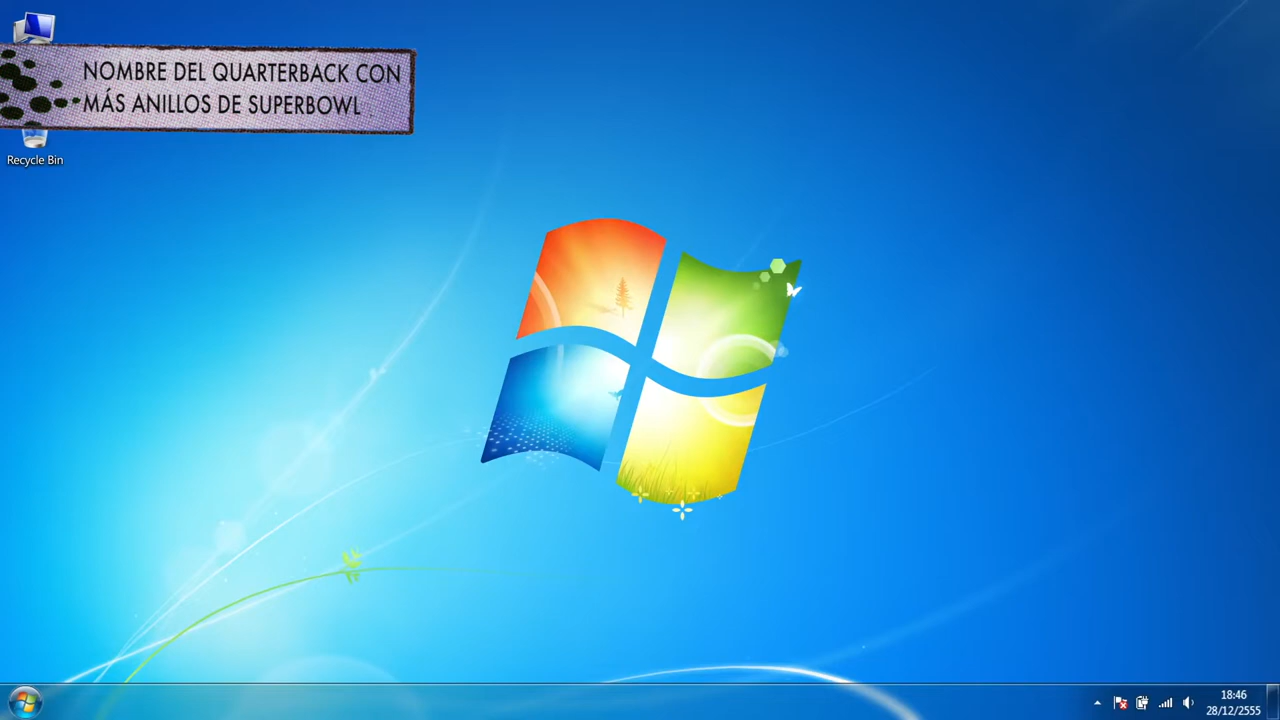 NOMBRE DEL QUARTERBACK CON
MÁS ANILLOS DE SUPERBOWL
Recycle Bin
18:46
28/12/2555